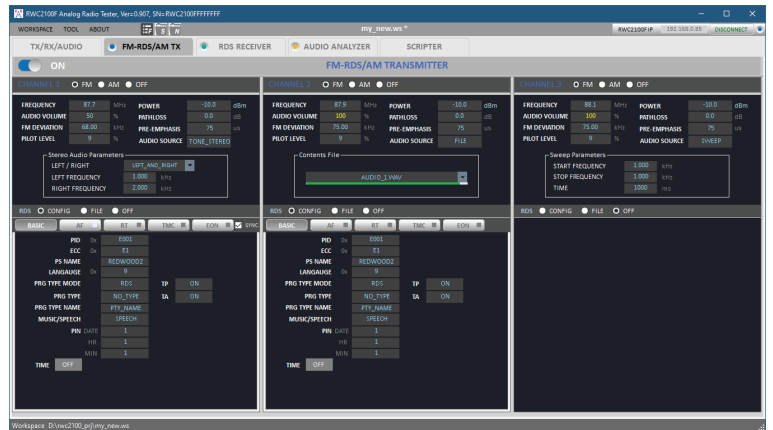 RWC2100F Analog Radio Tester, Ver=0.907, SN=RWC2100FFFFFFFF
WORKSPACE TOOL ABOUT F S N my_new.ws * RWC2100F IP 192.168.0.85 DISCONNECT
TX/RX/AUDIO FM-RDS/AM TX RDS RECEIVER AUDIO ANALYZER SCRIPTER
ON FM-RDS/AM TRANSMITTER
CHANNEL 1 FM AM OFF
FREQUENCY 87.7 MHz POWER -10.0 dBm
AUDIO VOLUME 50 % PATHLOSS 0.0 dB
FM DEVIATION 68.00 kHz PRE-EMPHASIS 75 us
PILOT LEVEL 9 % AUDIO SOURCE TONE_STEREO
Stereo Audio Parameters
LEFT / RIGHT LEFT_AND_RIGHT
LEFT FREQUENCY 1.000 kHz
RIGHT FREQUENCY 2.000 kHz
RDS CONFIG FILE OFF
BASIC AF RT TMC EON SYNC
PID 0x E001
ECC 0x E1
PS NAME REDWOOD2
LANGAUGE 0x 9
PRG TYPE MODE RDS TP ON
PRG TYPE NO_TYPE TA ON
PRG TYPE NAME PTY_NAME
MUSIC/SPEECH SPEECH
PIN DATE 1
HR 1
MIN 1
TIME OFF
CHANNEL 2 FM AM OFF
FREQUENCY 87.9 MHz POWER -10.0 dBm
AUDIO VOLUME 100 % PATHLOSS 0.0 dB
FM DEVIATION 75.00 kHz PRE-EMPHASIS 75 us
PILOT LEVEL 9 % AUDIO SOURCE FILE
Contents File
AUDIO_1.WAV
RDS CONFIG FILE OFF
BASIC AF RT TMC EON
PID 0x E001
ECC 0x E1
PS NAME REDWOOD2
LANGAUGE 0x 9
PRG TYPE MODE RDS TP ON
PRG TYPE NO_TYPE TA ON
PRG TYPE NAME PTY_NAME
MUSIC/SPEECH SPEECH
PIN DATE 1
HR 1
MIN 1
TIME OFF
CHANNEL 3 FM AM OFF
FREQUENCY 88.1 MHz POWER -10.0 dBm
AUDIO VOLUME 100 % PATHLOSS 0.0 dB
FM DEVIATION 75.00 kHz PRE-EMPHASIS 75 us
PILOT LEVEL 9 % AUDIO SOURCE SWEEP
Sweep Parameters
START FREQUENCY 1.000 kHz
STOP FREQUENCY 1.000 kHz
TIME 1000 ms
RDS CONFIG FILE OFF
Workspace D:\rwc2100_prj\my_new.ws